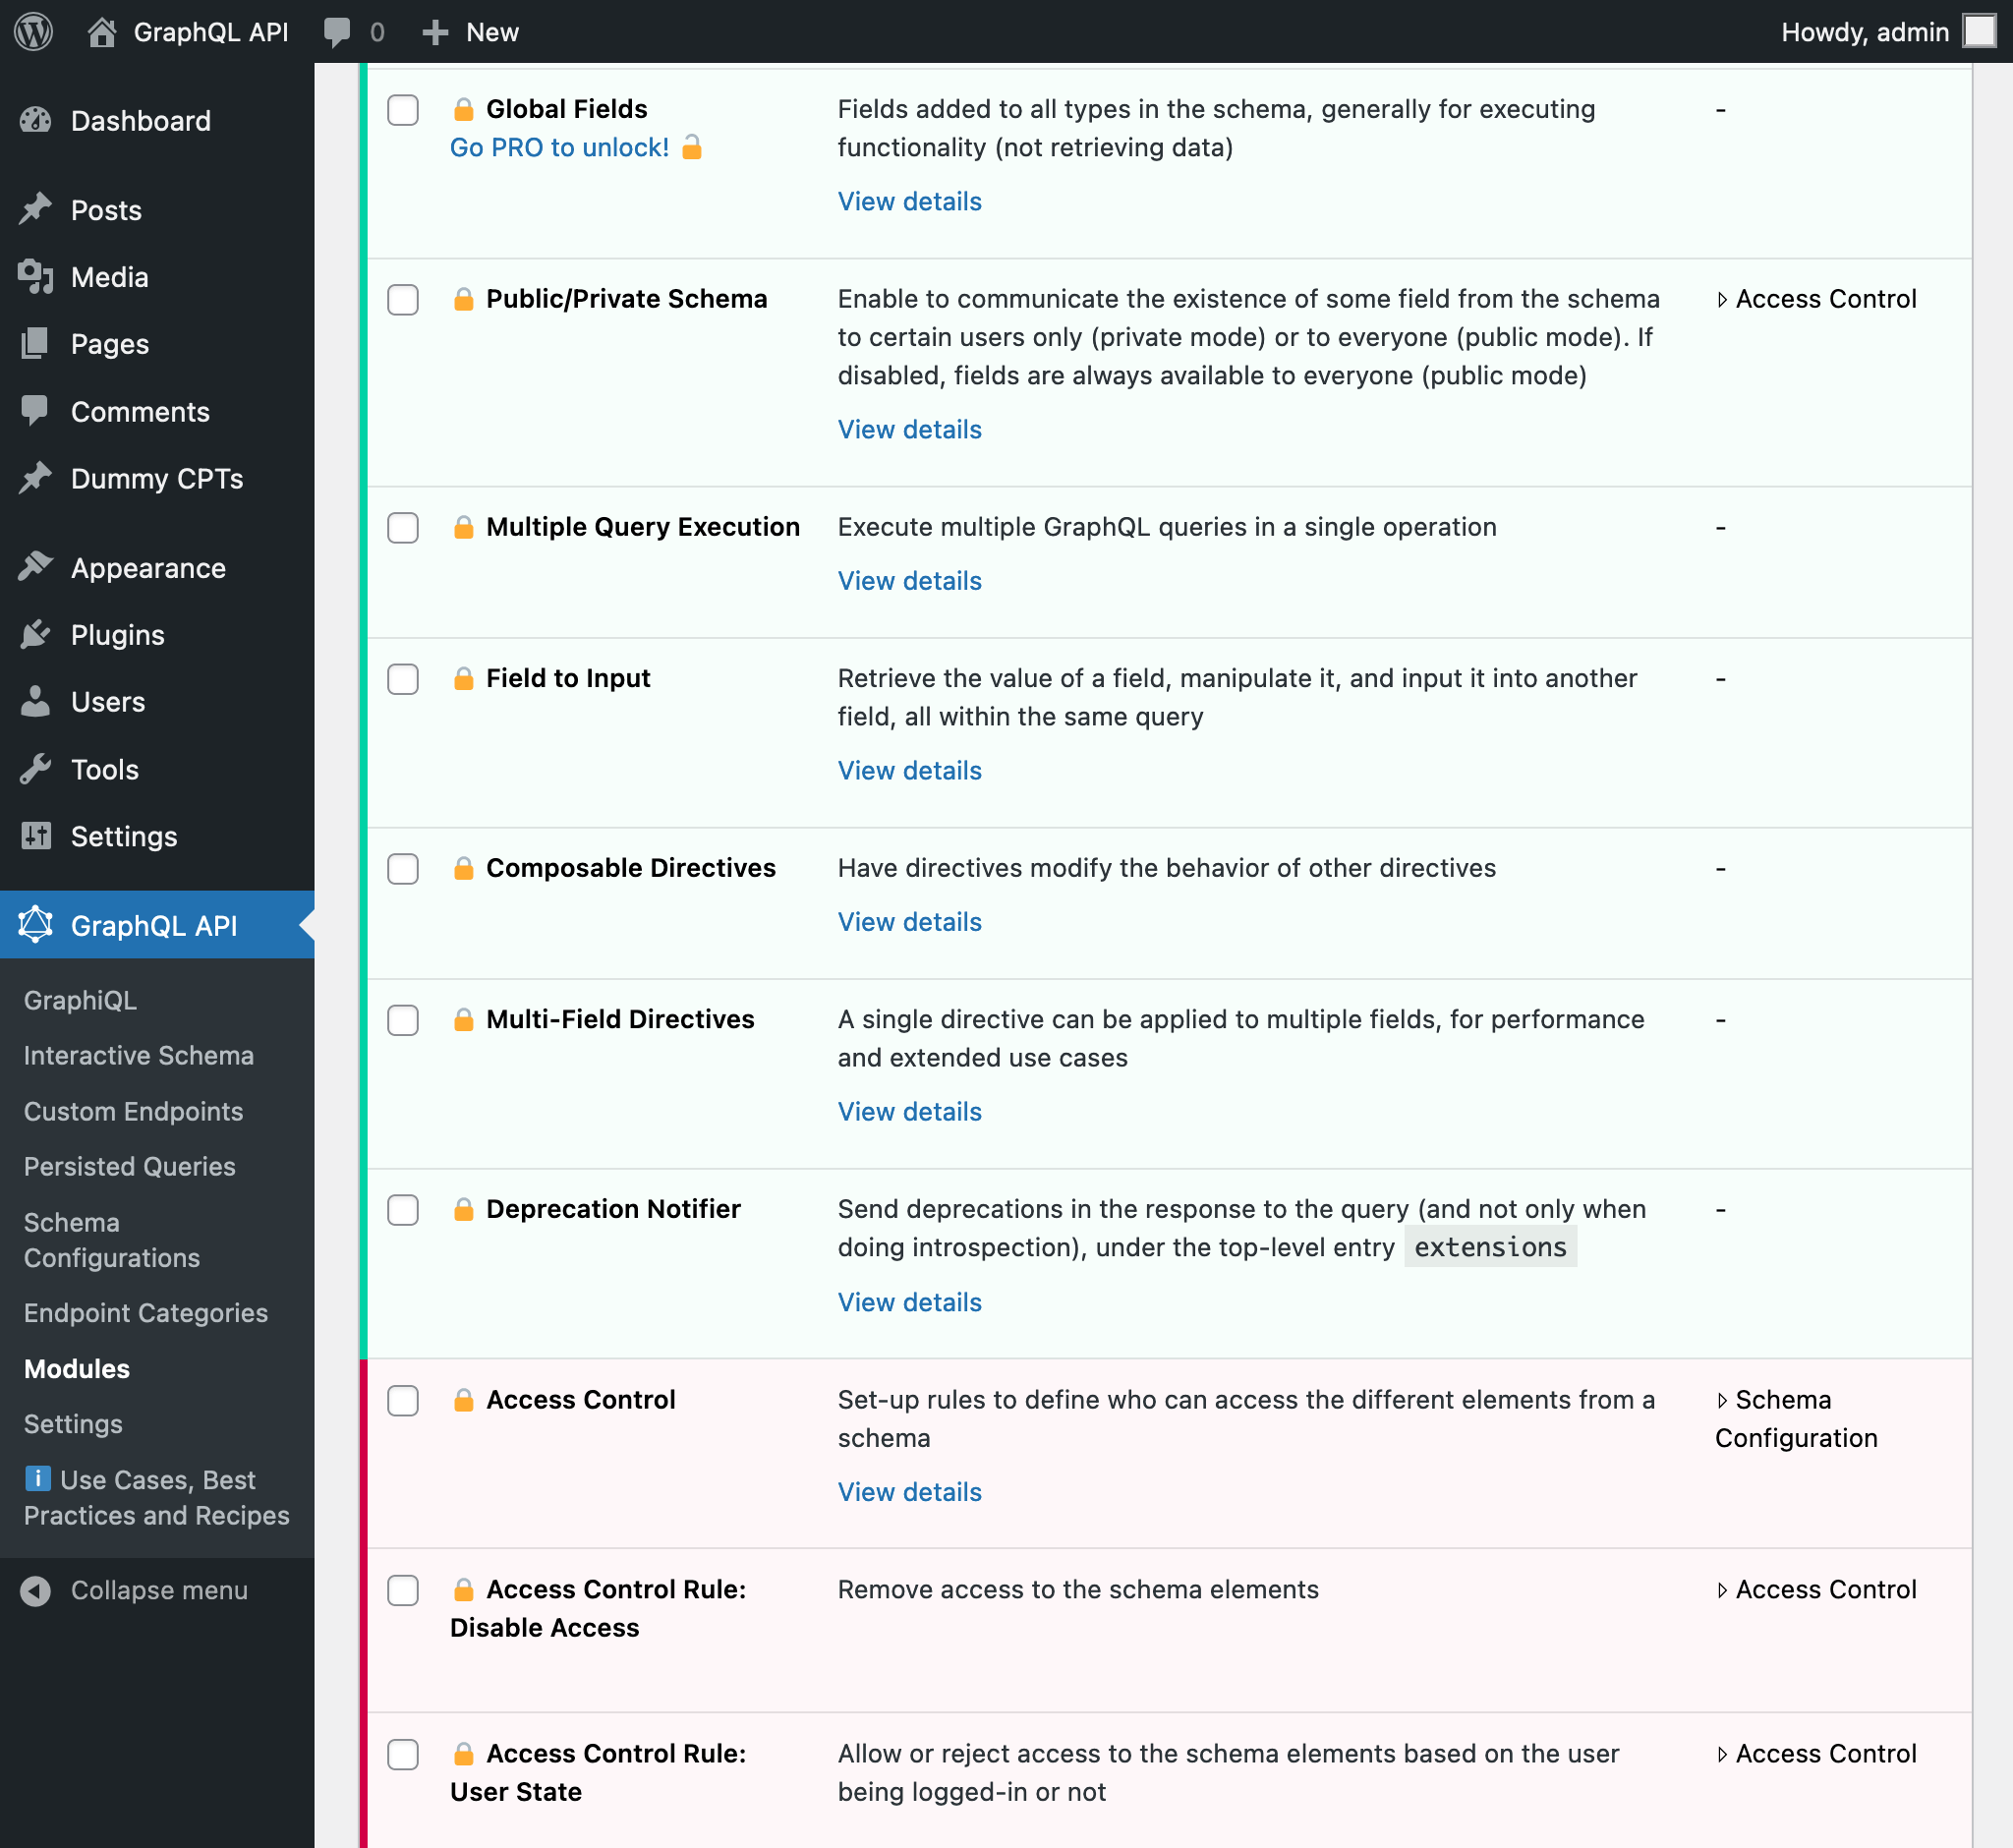 GraphQL API
0
New
Howdy, admin
Dashboard
Posts
Media
Pages
Comments
Dummy CPTs
Appearance
Plugins
Users
Tools
Settings
GraphQL API
GraphiQL
Interactive Schema
Custom Endpoints
Persisted Queries
Schema
Configurations
Endpoint Categories
Modules
Settings
i Use Cases, Best
Practices and Recipes
Collapse menu
Global Fields
Go PRO to unlock!
Fields added to all types in the schema, generally for executing
functionality (not retrieving data)
View details
-
Public/Private Schema
Enable to communicate the existence of some field from the schema
to certain users only (private mode) or to everyone (public mode). If
disabled, fields are always available to everyone (public mode)
View details
▹ Access Control
Multiple Query Execution
Execute multiple GraphQL queries in a single operation
View details
-
Field to Input
Retrieve the value of a field, manipulate it, and input it into another
field, all within the same query
View details
-
Composable Directives
Have directives modify the behavior of other directives
View details
-
Multi-Field Directives
A single directive can be applied to multiple fields, for performance
and extended use cases
View details
-
Deprecation Notifier
Send deprecations in the response to the query (and not only when
doing introspection), under the top-level entry extensions
View details
-
Access Control
Set-up rules to define who can access the different elements from a
schema
View details
▹ Schema
Configuration
Access Control Rule:
Disable Access
Remove access to the schema elements
▹ Access Control
Access Control Rule:
User State
Allow or reject access to the schema elements based on the user
being logged-in or not
▹ Access Control